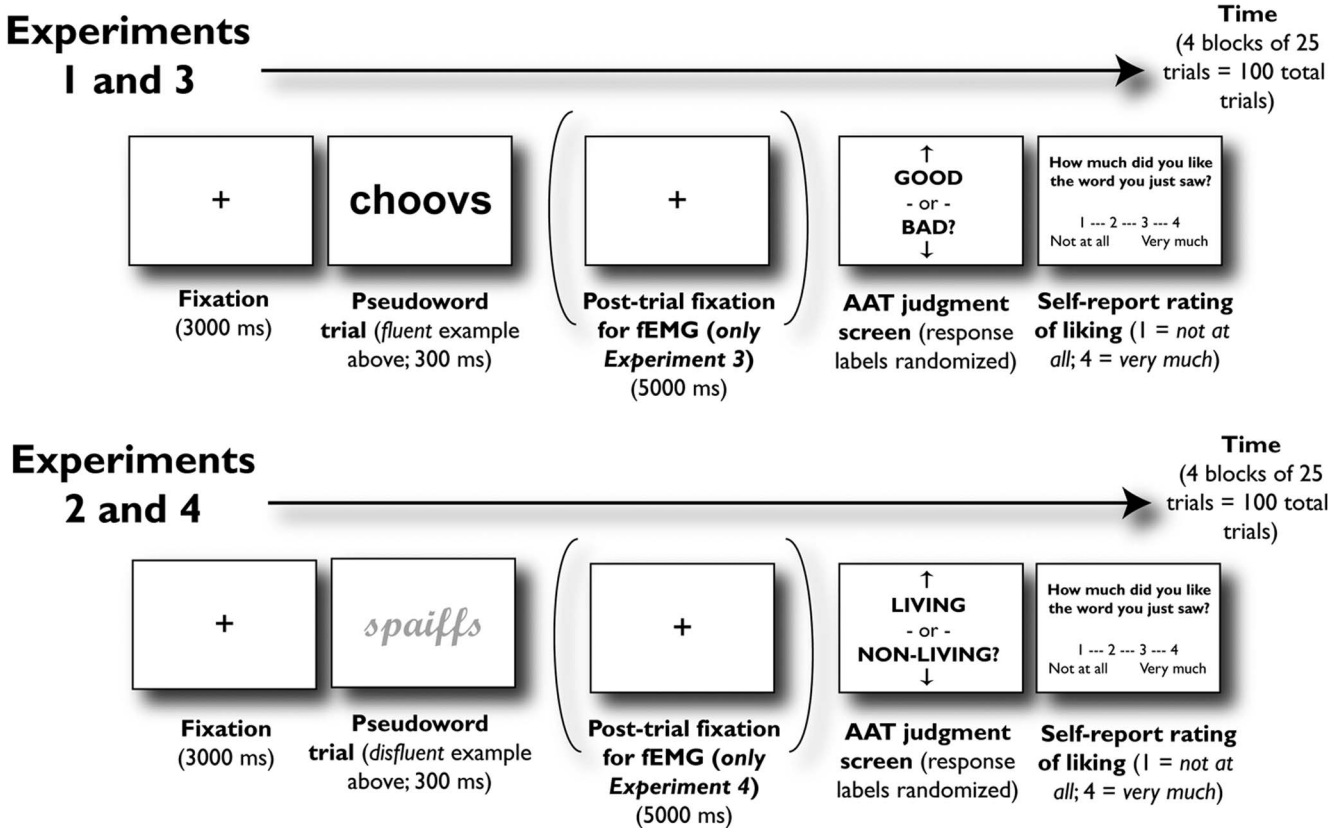 Experiments
1 and 3
Time
(4 blocks of 25
trials = 100 total
trials)
+
choovs
+
↑
GOOD
- or -
BAD?
↓
How much did you like
the word you just saw?
1 --- 2 --- 3 --- 4
Not at all Very much
Fixation
(3000 ms)
Pseudoword
trial (fluent example
above; 300 ms)
Post-trial fixation
for fEMG (only
Experiment 3)
(5000 ms)
AAT judgment
screen (response
labels randomized)
Self-report rating
of liking (1 = not at
all; 4 = very much)
Experiments
2 and 4
Time
(4 blocks of 25
trials = 100 total
trials)
+
spaiffs
+
↑
LIVING
- or -
NON-LIVING?
↓
How much did you like
the word you just saw?
1 --- 2 --- 3 --- 4
Not at all Very much
Fixation
(3000 ms)
Pseudoword
trial (disfluent example
above; 300 ms)
Post-trial fixation
for fEMG (only
Experiment 4)
(5000 ms)
AAT judgment
screen (response
labels randomized)
Self-report rating
of liking (1 = not at
all; 4 = very much)